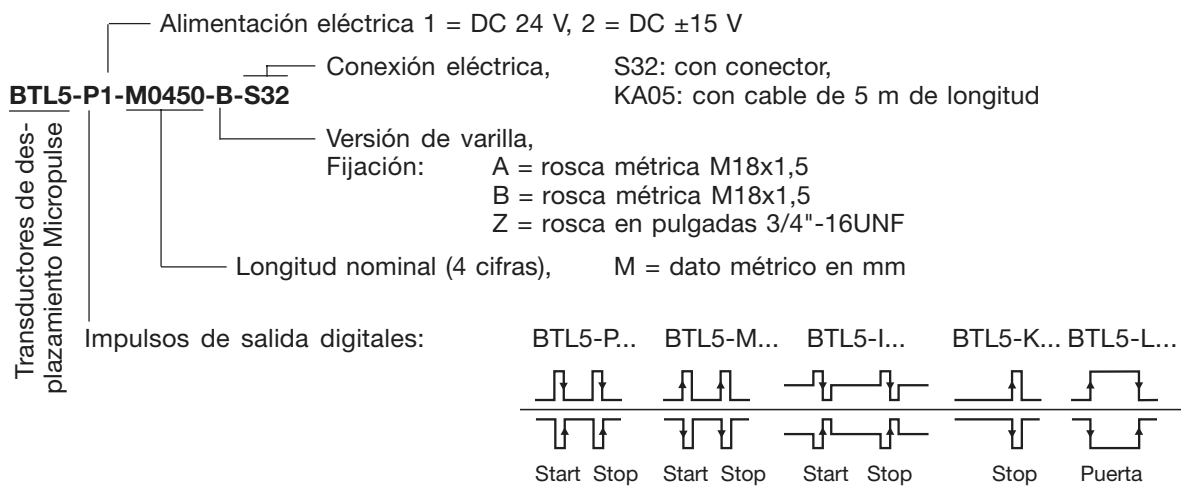 Alimentación eléctrica 1 = DC 24 V, 2 = DC ±15 V
Conexión eléctrica, S32: con conector,
KA05: con cable de 5 m de longitud
BTL5-P1-M0450-B-S32
Transductores de des-
plazamiento Micropulse
Versión de varilla,
Fijación: A = rosca métrica M18x1,5
B = rosca métrica M18x1,5
Z = rosca en pulgadas 3/4"-16UNF
Longitud nominal (4 cifras), M = dato métrico en mm
Impulsos de salida digitales: BTL5-P... BTL5-M... BTL5-I... BTL5-K... BTL5-L...
Start Stop Start Stop Start Stop Stop Puerta